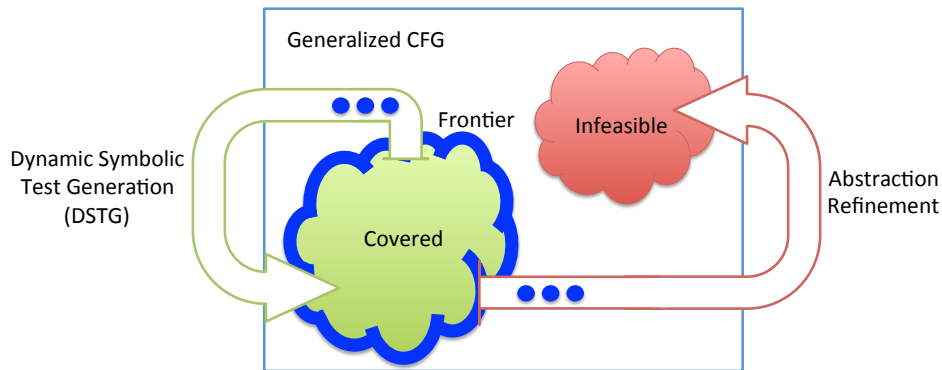 Generalized CFG
Frontier
Infeasible
Dynamic Symbolic
Test Generation
(DSTG)
Abstraction
Refinement
Covered